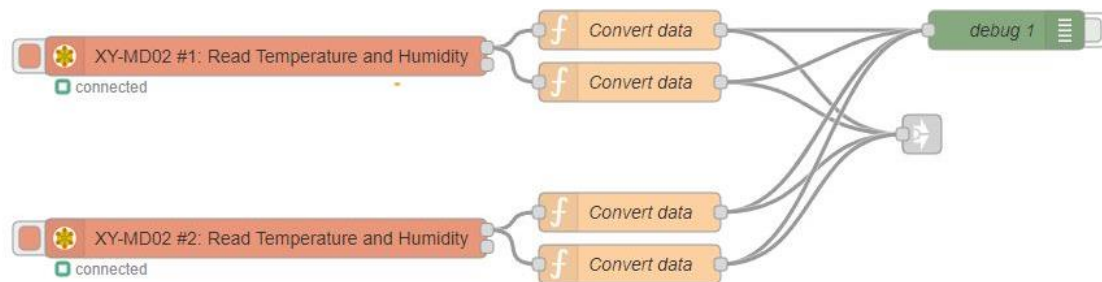 Convert data
debug 1
XY-MD02 #1: Read Temperature and Humidity
Convert data
connected
Convert data
XY-MD02 #2: Read Temperature and Humidity
Convert data
connected